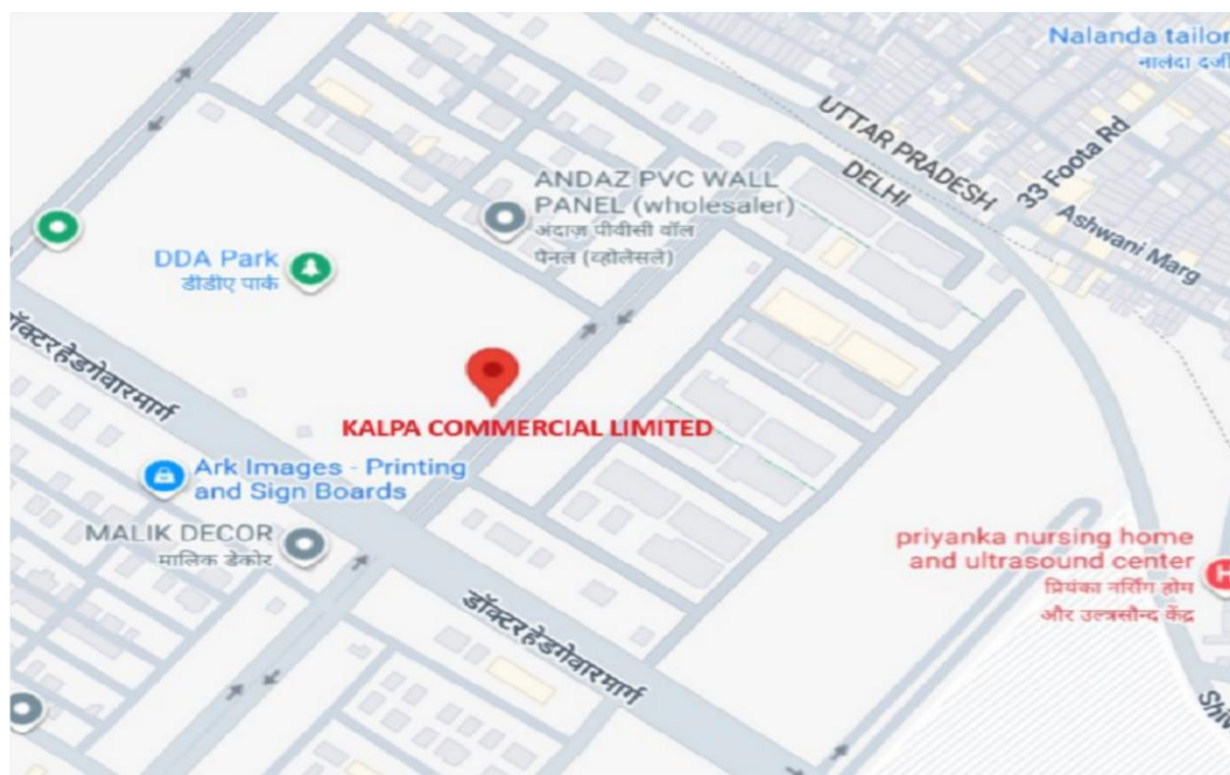 Nalanda tailor
नालंदा दर्जी
UTTAR PRADESH
DELHI
33 Foota Rd
Ashwani Marg
ANDAZ PVC WALL
PANEL (wholesaler)
अंदाज़ पीवीसी वॉल
पैनल (व्होलेसले)
DDA Park
डीडीए पार्क
डॉक्टर हेडगेवार मार्ग
KALPA COMMERCIAL LIMITED
Ark Images - Printing
and Sign Boards
MALIK DECOR
मालिक डेकोर
priyanka nursing home
and ultrasound center
प्रियंका नर्सिंग होम
और उल्त्रसौन्द केंद्र
डॉक्टर हेडगेवार मार्ग
H